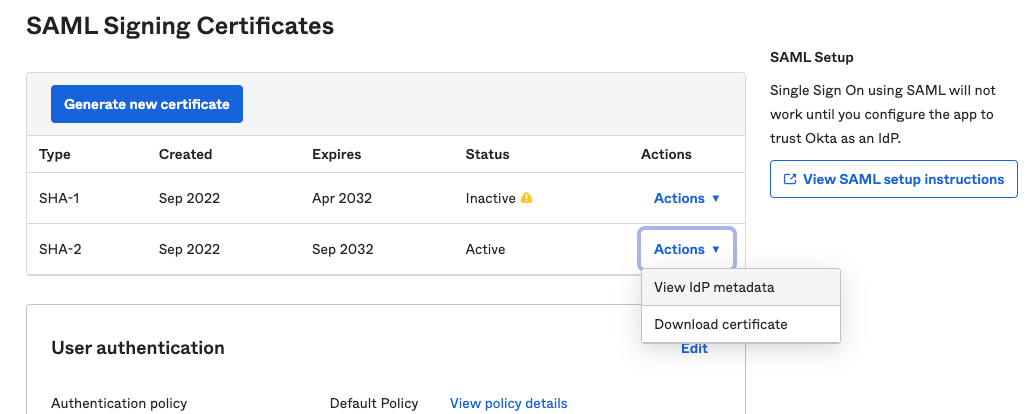 SAML Signing Certificates
Generate new certificate
Type Created Expires Status Actions
SHA-1 Sep 2022 Apr 2032 Inactive Actions ▼
SHA-2 Sep 2022 Sep 2032 Active Actions ▼
View IdP metadata
Download certificate
User authentication
Edit
Authentication policy Default Policy View policy details
SAML Setup
Single Sign On using SAML will not
work until you configure the app to
trust Okta as an IdP.
View SAML setup instructions